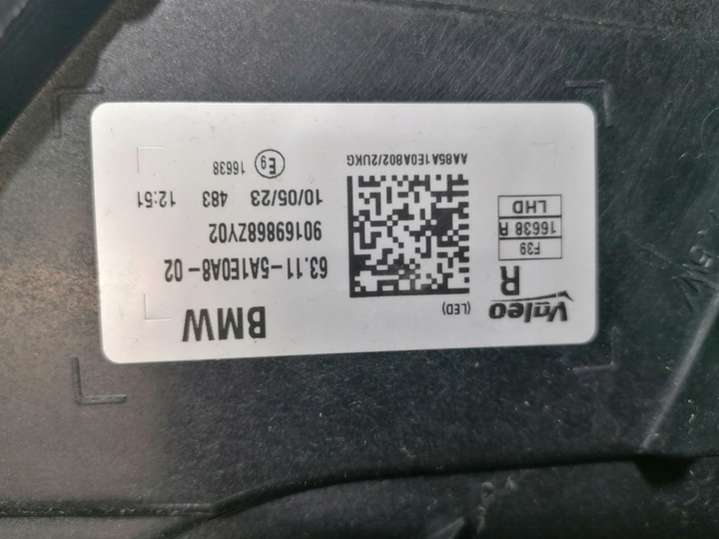 Valeo
(LED)
BMW
R
63.11-5A1E0A8-02
F39
16638 R
LHD
90169868ZY02
10/05/23 483 12:51
AA85A1E0A802/2UKG
E9
16638